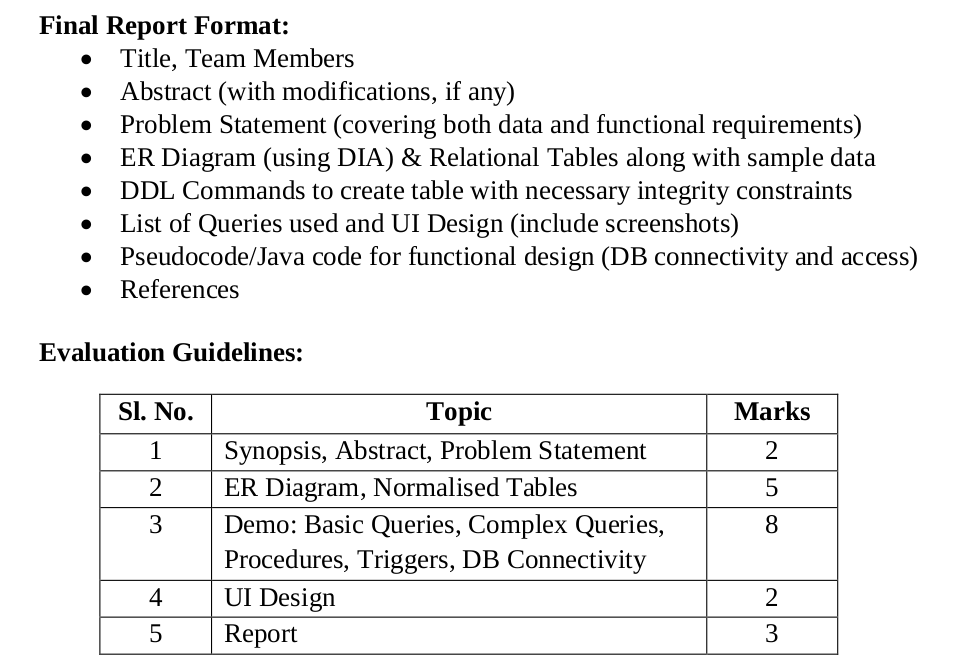 Final Report Format:
• Title, Team Members
• Abstract (with modifications, if any)
• Problem Statement (covering both data and functional requirements)
• ER Diagram (using DIA) & Relational Tables along with sample data
• DDL Commands to create table with necessary integrity constraints
• List of Queries used and UI Design (include screenshots)
• Pseudocode/Java code for functional design (DB connectivity and access)
• References
Evaluation Guidelines:
Sl. No. Topic Marks
1 Synopsis, Abstract, Problem Statement 2
2 ER Diagram, Normalised Tables 5
3 Demo: Basic Queries, Complex Queries, 8
Procedures, Triggers, DB Connectivity
4 UI Design 2
5 Report 3